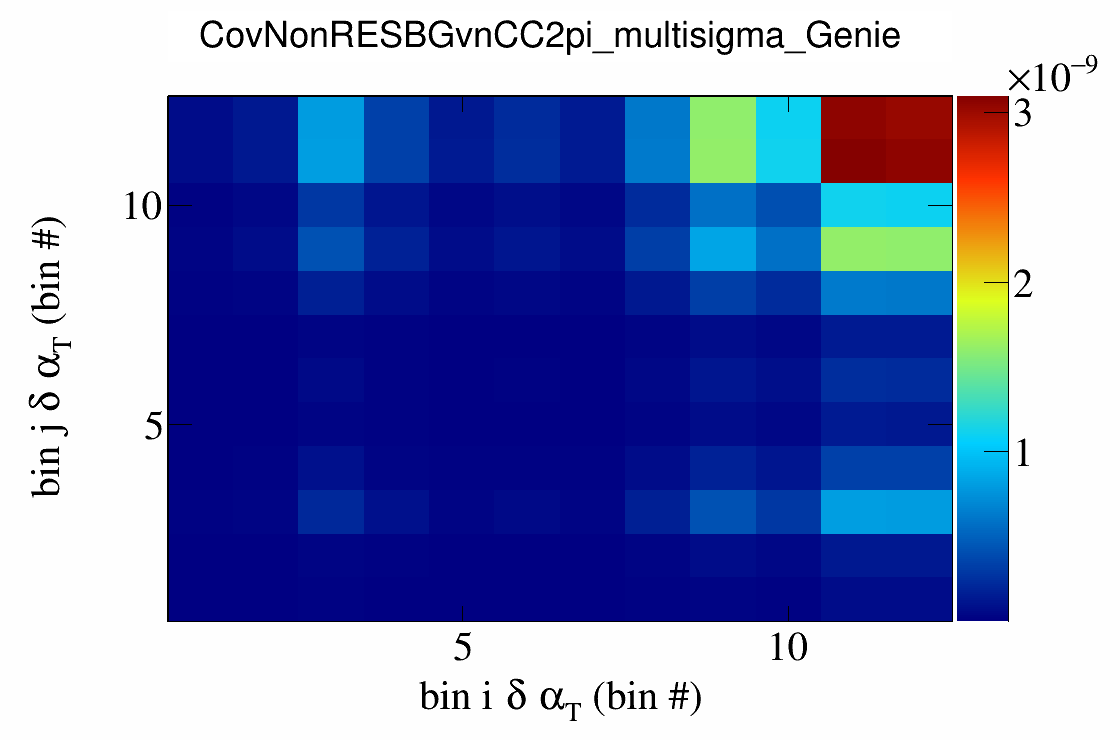 CovNonRESBGvnCC2pi_multisigma_Genie
×10⁻⁹
3
2
1
10
5
bin j δ α_T (bin #)
5 10
bin i δ α_T (bin #)